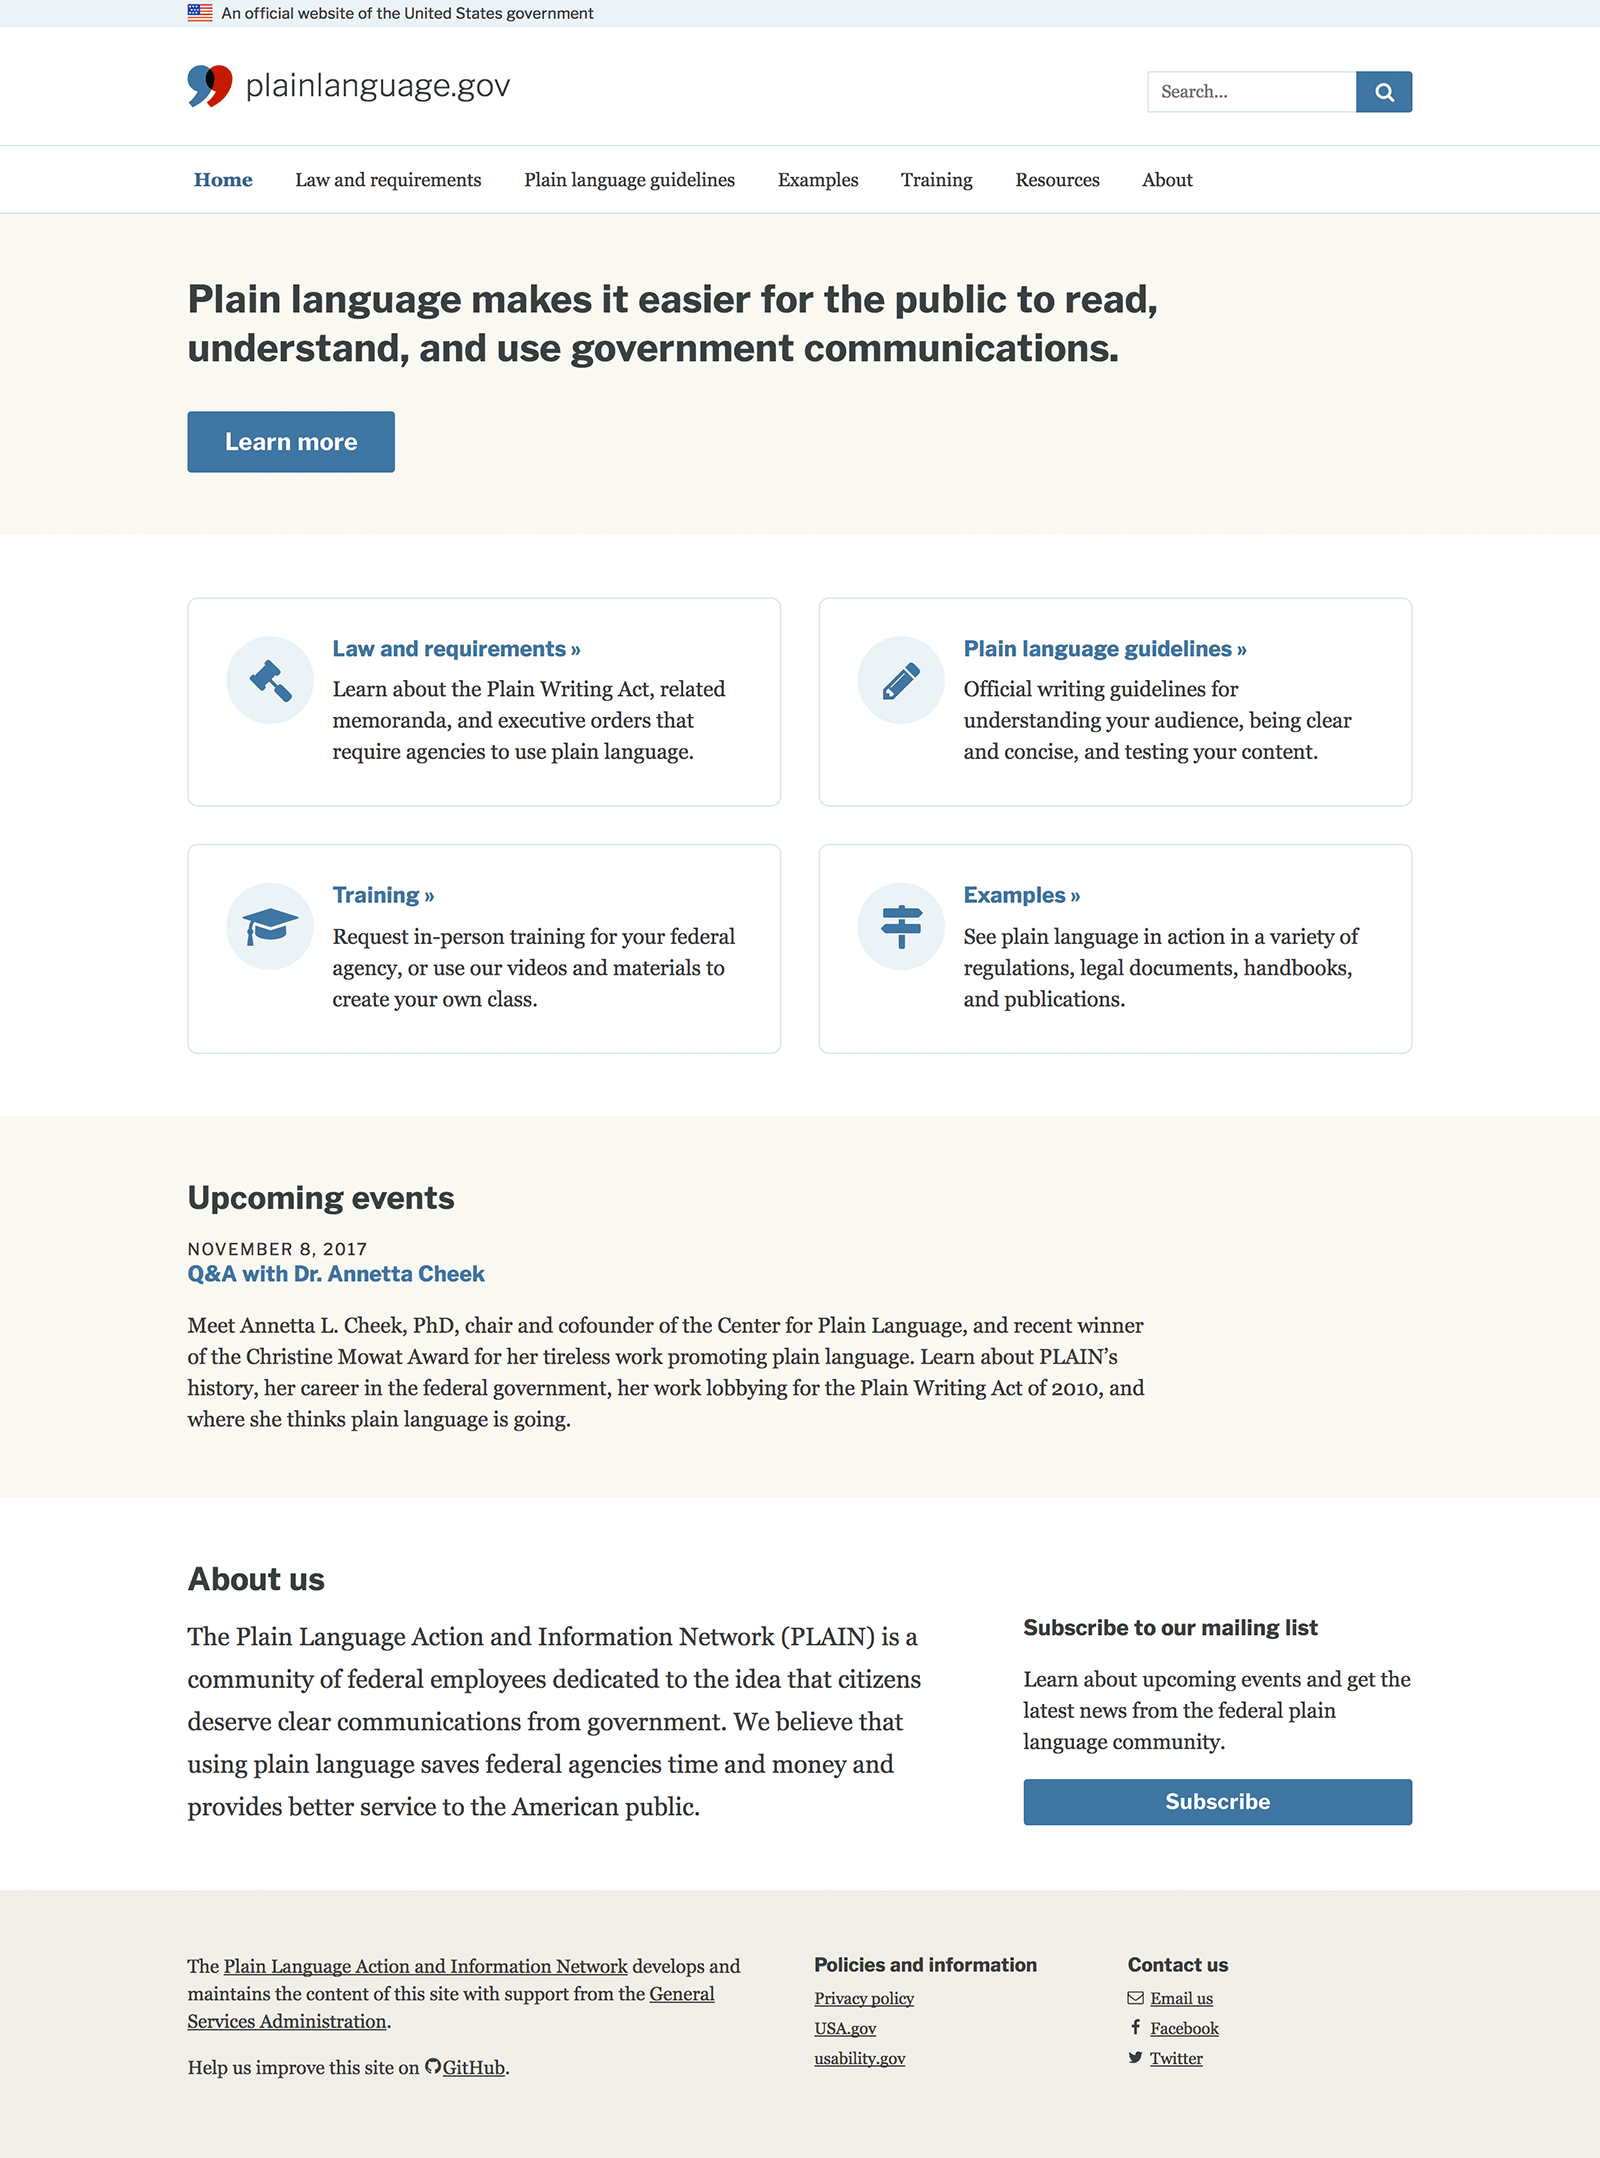 An official website of the United States government
plainlanguage.gov
Search...
Home Law and requirements Plain language guidelines Examples Training Resources About
Plain language makes it easier for the public to read,
understand, and use government communications.
Learn more
Law and requirements »
Learn about the Plain Writing Act, related
memoranda, and executive orders that
require agencies to use plain language.
Plain language guidelines »
Official writing guidelines for
understanding your audience, being clear
and concise, and testing your content.
Training »
Request in-person training for your federal
agency, or use our videos and materials to
create your own class.
Examples »
See plain language in action in a variety of
regulations, legal documents, handbooks,
and publications.
Upcoming events
NOVEMBER 8, 2017
Q&A with Dr. Annetta Cheek
Meet Annetta L. Cheek, PhD, chair and cofounder of the Center for Plain Language, and recent winner
of the Christine Mowat Award for her tireless work promoting plain language. Learn about PLAIN’s
history, her career in the federal government, her work lobbying for the Plain Writing Act of 2010, and
where she thinks plain language is going.
About us
The Plain Language Action and Information Network (PLAIN) is a
community of federal employees dedicated to the idea that citizens
deserve clear communications from government. We believe that
using plain language saves federal agencies time and money and
provides better service to the American public.
Subscribe to our mailing list
Learn about upcoming events and get the
latest news from the federal plain
language community.
Subscribe
The Plain Language Action and Information Network develops and
maintains the content of this site with support from the General
Services Administration.
Help us improve this site on GitHub.
Policies and information
Privacy policy
USA.gov
usability.gov
Contact us
Email us
Facebook
Twitter